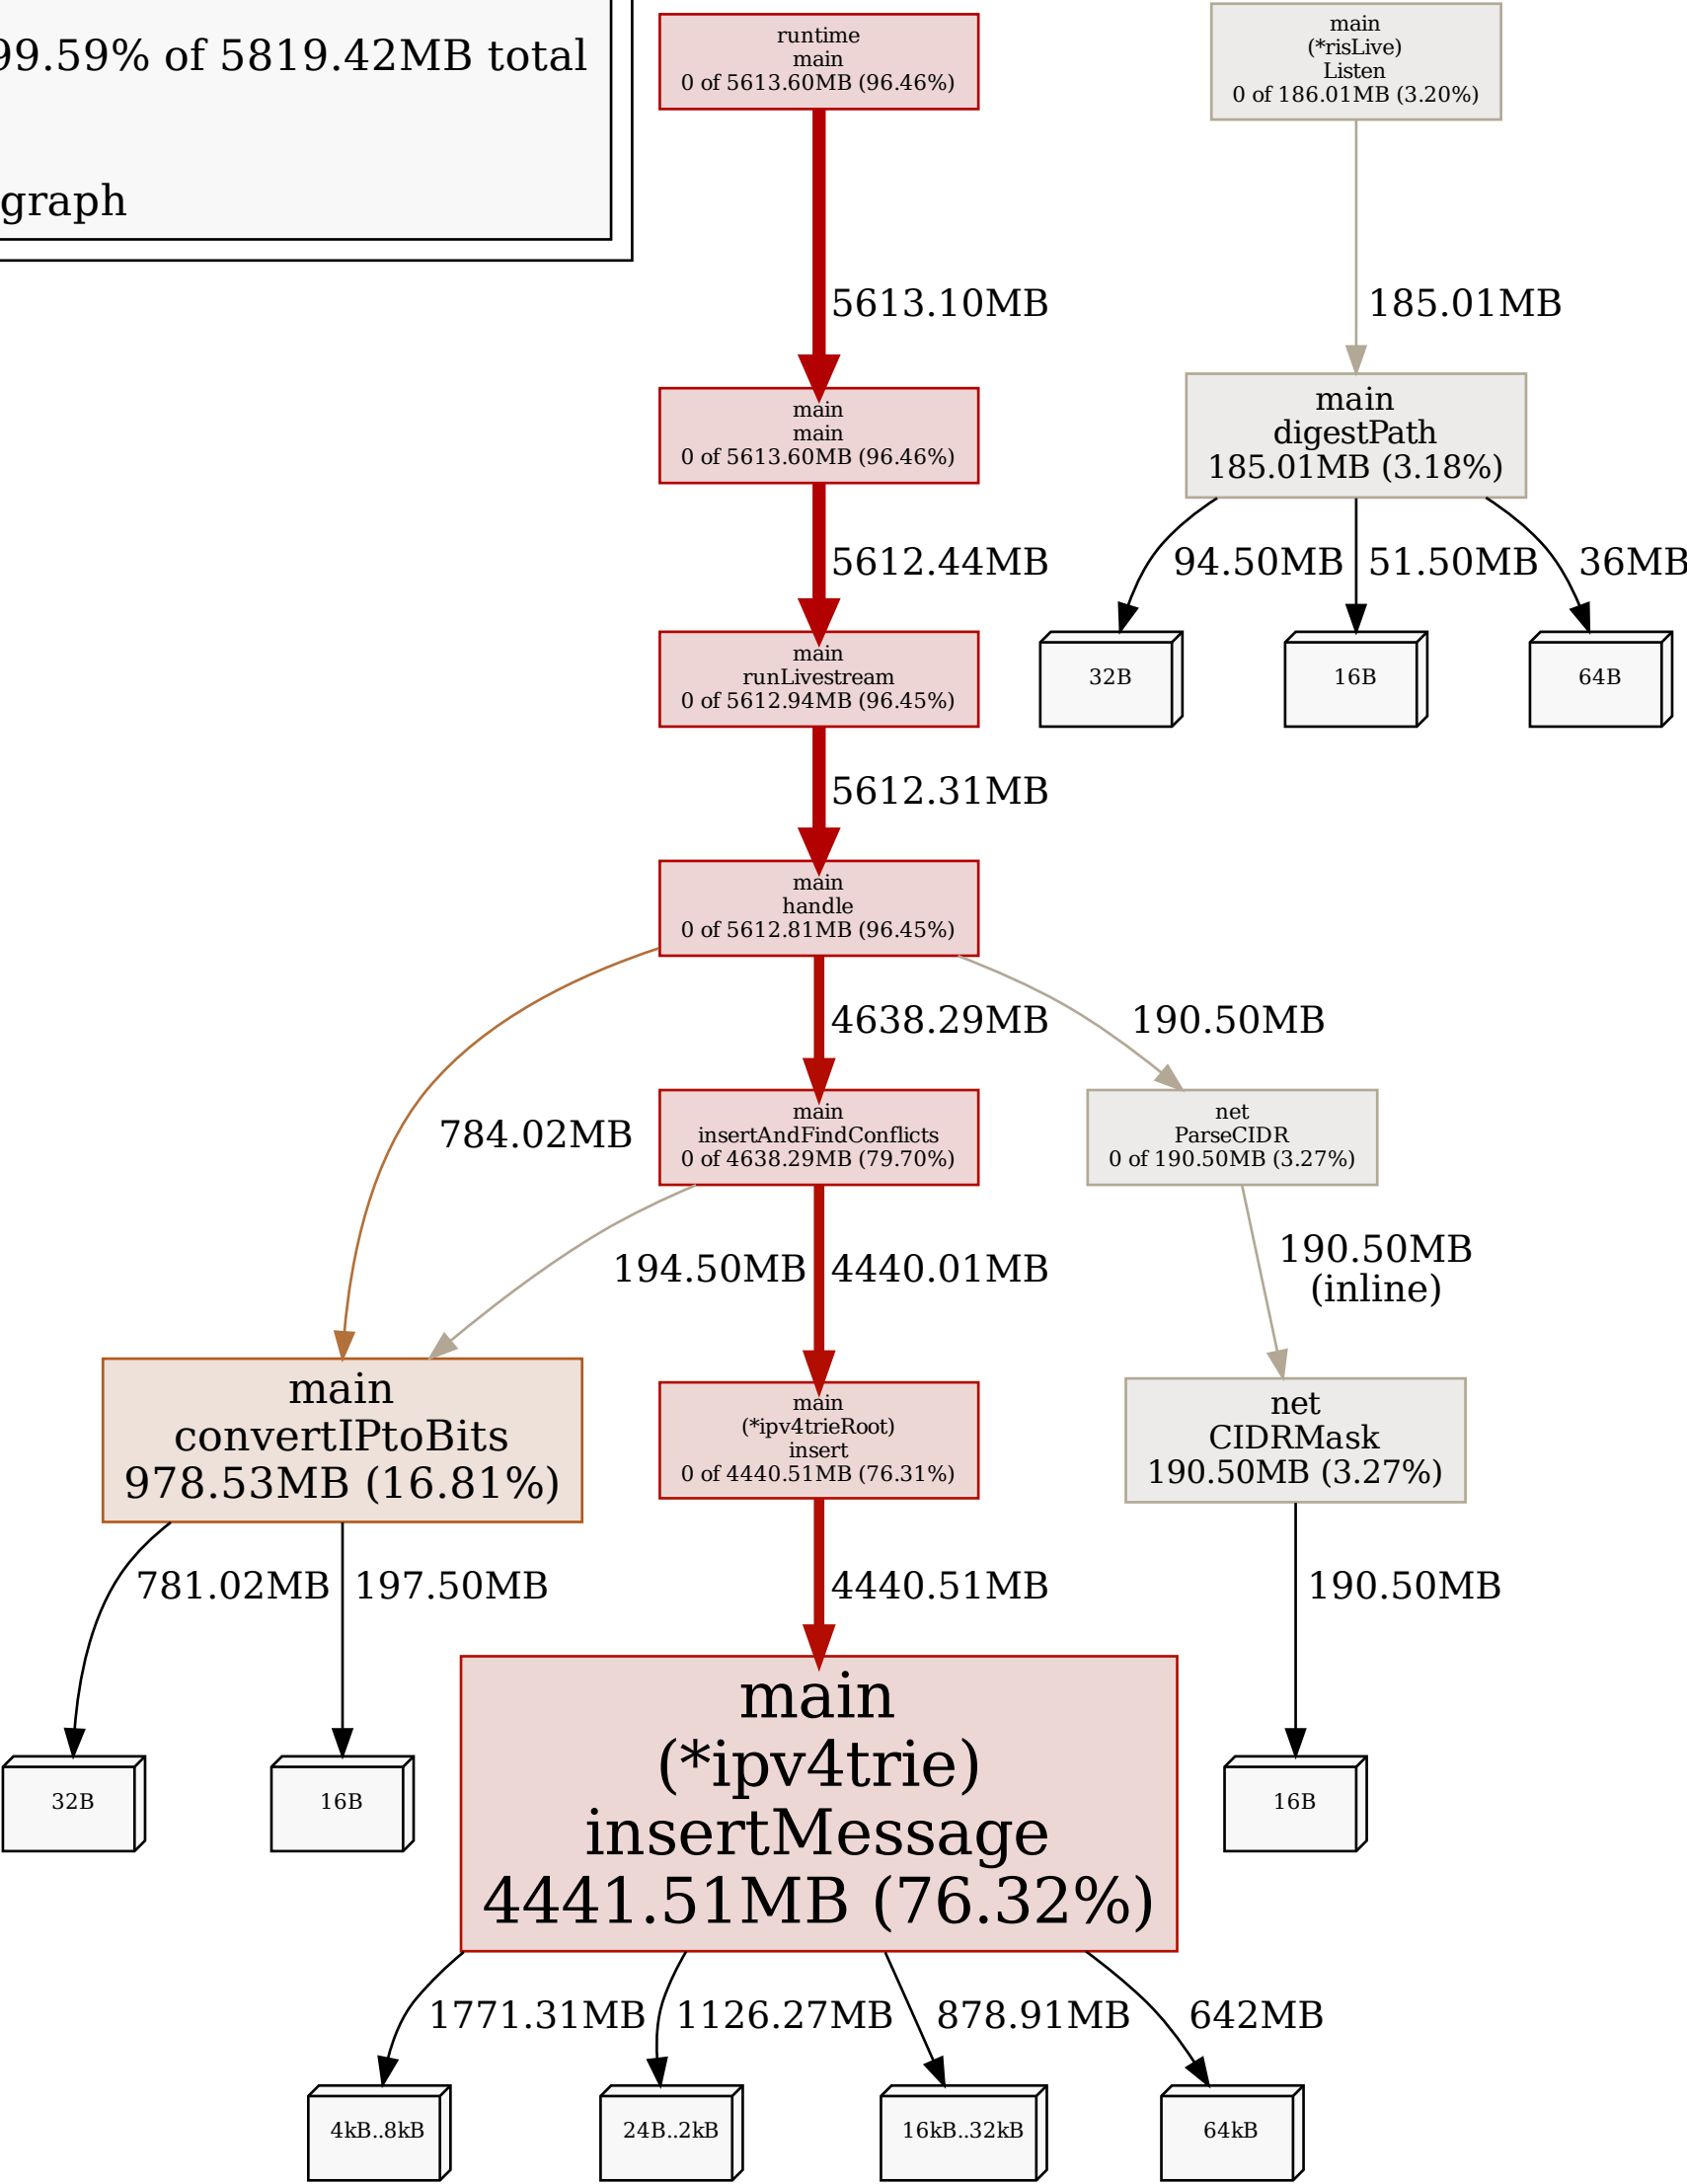 99.59% of 5819.42MB total
graph
runtime
main
0 of 5613.60MB (96.46%)
main
(*risLive)
Listen
0 of 186.01MB (3.20%)
5613.10MB
185.01MB
main
main
0 of 5613.60MB (96.46%)
main
digestPath
185.01MB (3.18%)
5612.44MB
94.50MB
51.50MB
36MB
main
runLivestream
0 of 5612.94MB (96.45%)
32B
16B
64B
5612.31MB
main
handle
0 of 5612.81MB (96.45%)
4638.29MB
190.50MB
784.02MB
main
insertAndFindConflicts
0 of 4638.29MB (79.70%)
net
ParseCIDR
0 of 190.50MB (3.27%)
194.50MB
4440.01MB
190.50MB
(inline)
main
convertIPtoBits
978.53MB (16.81%)
main
(*ipv4trieRoot)
insert
0 of 4440.51MB (76.31%)
net
CIDRMask
190.50MB (3.27%)
781.02MB
197.50MB
4440.51MB
190.50MB
32B
16B
main
(*ipv4trie)
insertMessage
4441.51MB (76.32%)
16B
1771.31MB
1126.27MB
878.91MB
642MB
4kB..8kB
24B..2kB
16kB..32kB
64kB